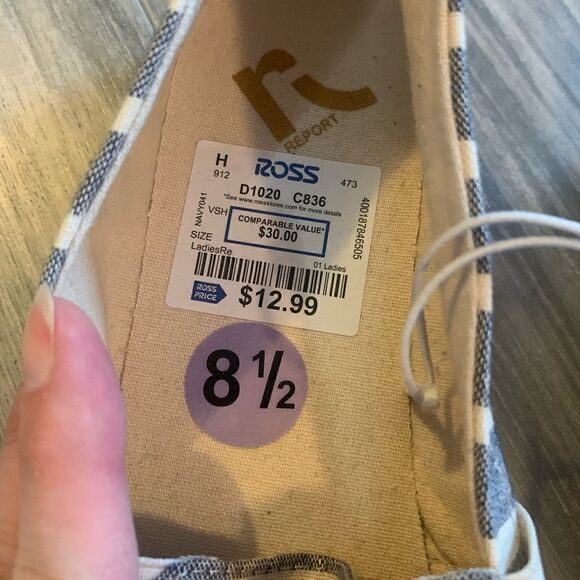 r
REPORT
H ROSS 473
912
D1020 C836
*See www.rossstores.com for more details
NAVY041
VSH COMPARABLE VALUE*
$30.00
SIZE
LadiesRe 01 Ladies
400187846505
ROSS PRICE $12.99
8 1/2